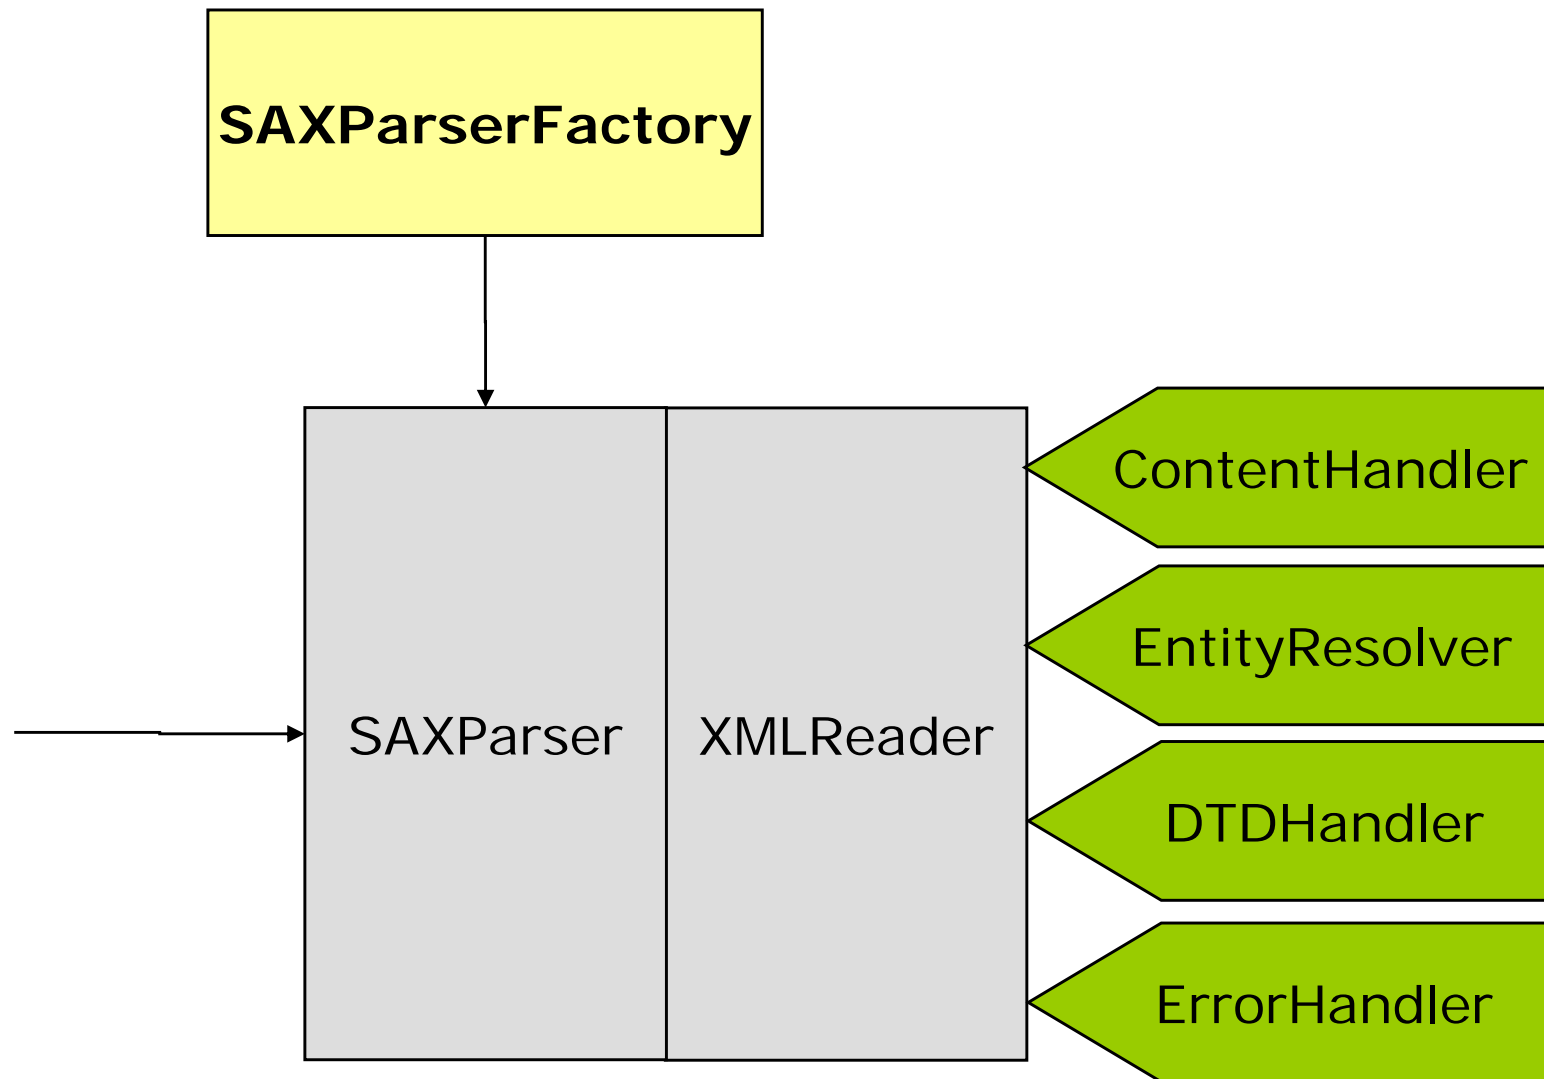 SAXParserFactory
ContentHandler
EntityResolver
SAXParser
XMLReader
DTDHandler
ErrorHandler